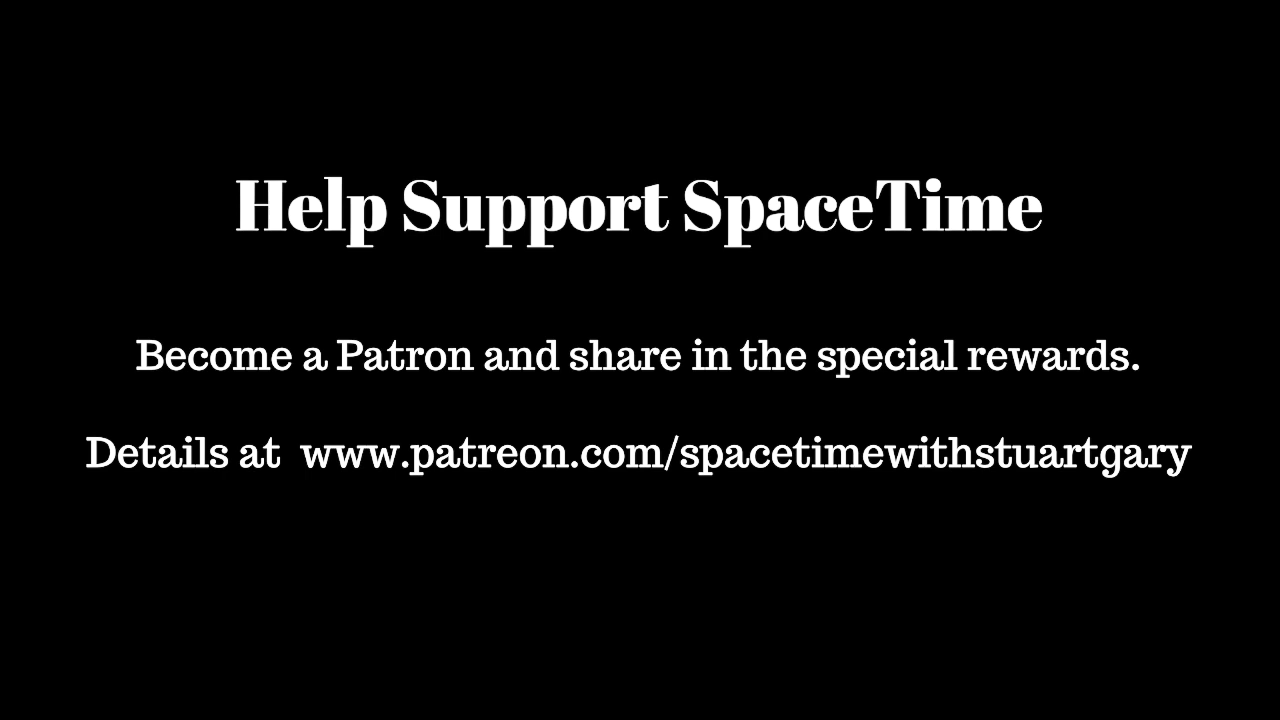 Help Support SpaceTime
Become a Patron and share in the special rewards.
Details at  www.patreon.com/spacetimewithstuartgary